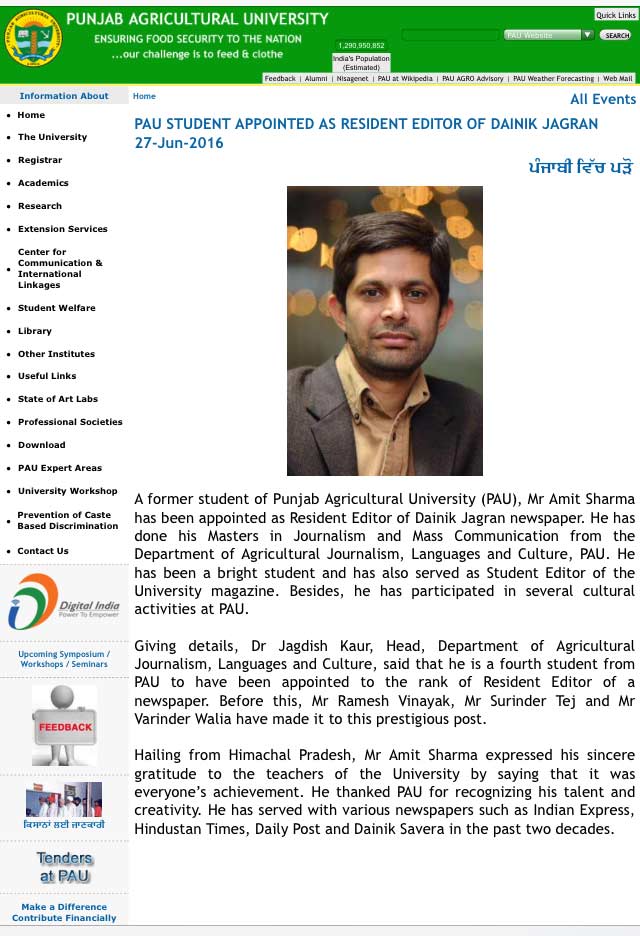 PUNJAB AGRICULTURAL UNIVERSITY
ENSURING FOOD SECURITY TO THE NATION
...our challenge is to feed & clothe
Quick Links
PAU Website
SEARCH
1,290,950,852
India's Population
(Estimated)
Feedback | Alumni | Nisagenet | PAU at Wikipedia | PAU AGRO Advisory | PAU Weather Forecasting | Web Mail
Information About
Home
The University
Registrar
Academics
Research
Extension Services
Center for
Communication &
International
Linkages
Student Welfare
Library
Other Institutes
Useful Links
State of Art Labs
Professional Societies
Download
PAU Expert Areas
University Workshop
Prevention of Caste
Based Discrimination
Contact Us
Digital India
Power To Empower
Upcoming Symposium /
Workshops / Seminars
FEEDBACK
ਕਿਸਾਨਾਂ ਲਈ ਜਾਣਕਾਰੀ
Tenders
at PAU
Make a Difference
Contribute Financially
Home
All Events
PAU STUDENT APPOINTED AS RESIDENT EDITOR OF DAINIK JAGRAN
27-Jun-2016
ਪੰਜਾਬੀ ਵਿੱਚ ਪੜੋ
A former student of Punjab Agricultural University (PAU), Mr Amit Sharma
has been appointed as Resident Editor of Dainik Jagran newspaper. He has
done his Masters in Journalism and Mass Communication from the
Department of Agricultural Journalism, Languages and Culture, PAU. He
has been a bright student and has also served as Student Editor of the
University magazine. Besides, he has participated in several cultural
activities at PAU.
Giving details, Dr Jagdish Kaur, Head, Department of Agricultural
Journalism, Languages and Culture, said that he is a fourth student from
PAU to have been appointed to the rank of Resident Editor of a
newspaper. Before this, Mr Ramesh Vinayak, Mr Surinder Tej and Mr
Varinder Walia have made it to this prestigious post.
Hailing from Himachal Pradesh, Mr Amit Sharma expressed his sincere
gratitude to the teachers of the University by saying that it was
everyone’s achievement. He thanked PAU for recognizing his talent and
creativity. He has served with various newspapers such as Indian Express,
Hindustan Times, Daily Post and Dainik Savera in the past two decades.